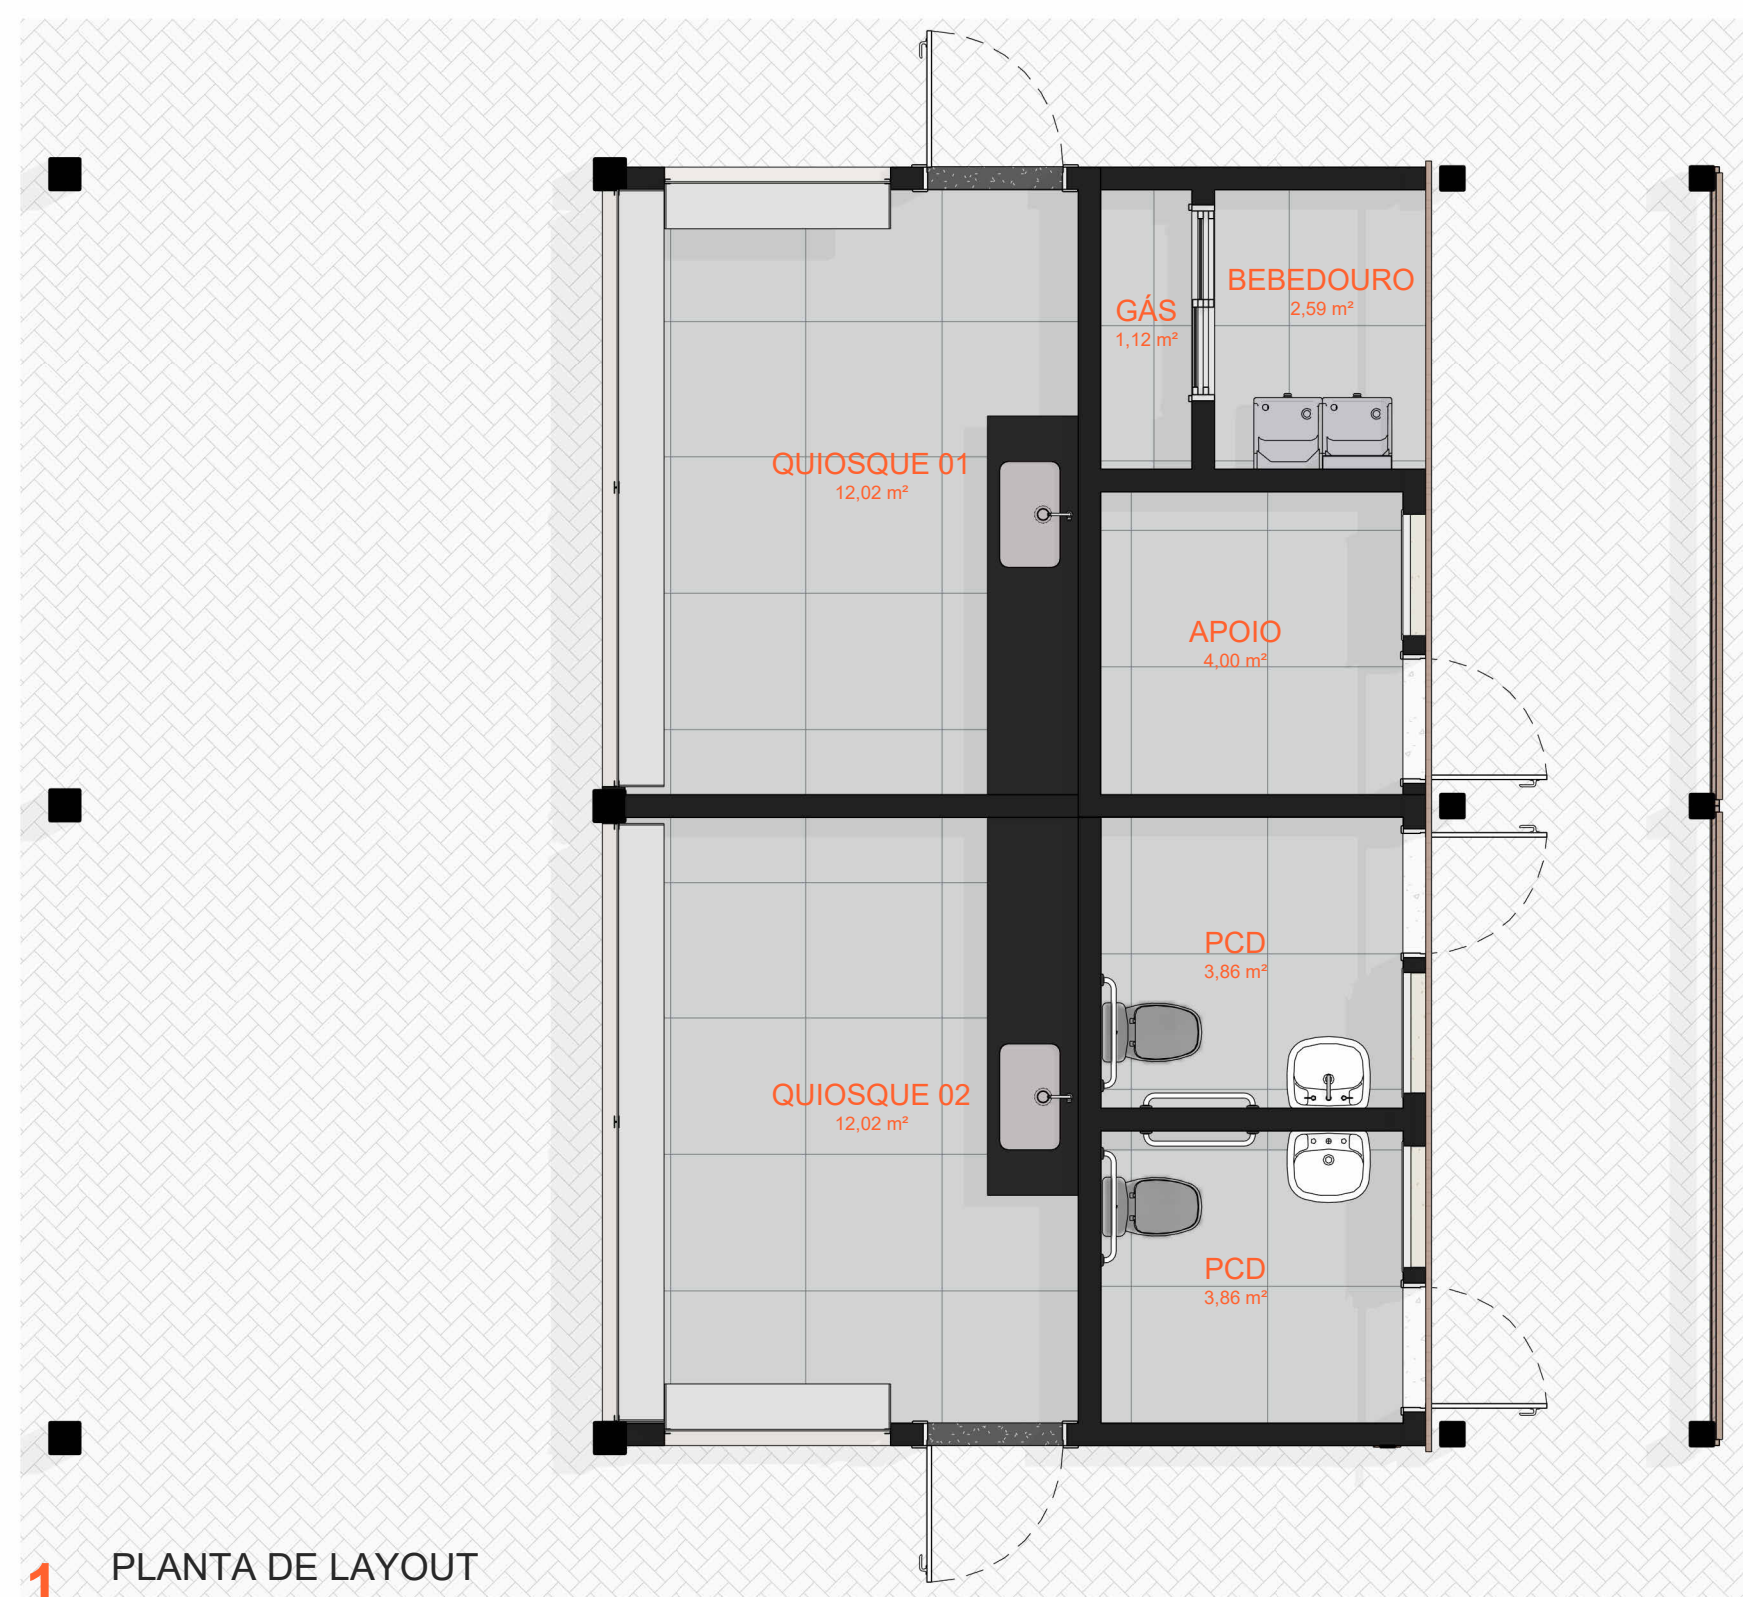 BEBEDOURO
2,59 m²
GÁS
1,12 m²
QUIOSQUE 01
12,02 m²
APOIO
4,00 m²
PCD
3,86 m²
QUIOSQUE 02
12,02 m²
PCD
3,86 m²
1 PLANTA DE LAYOUT